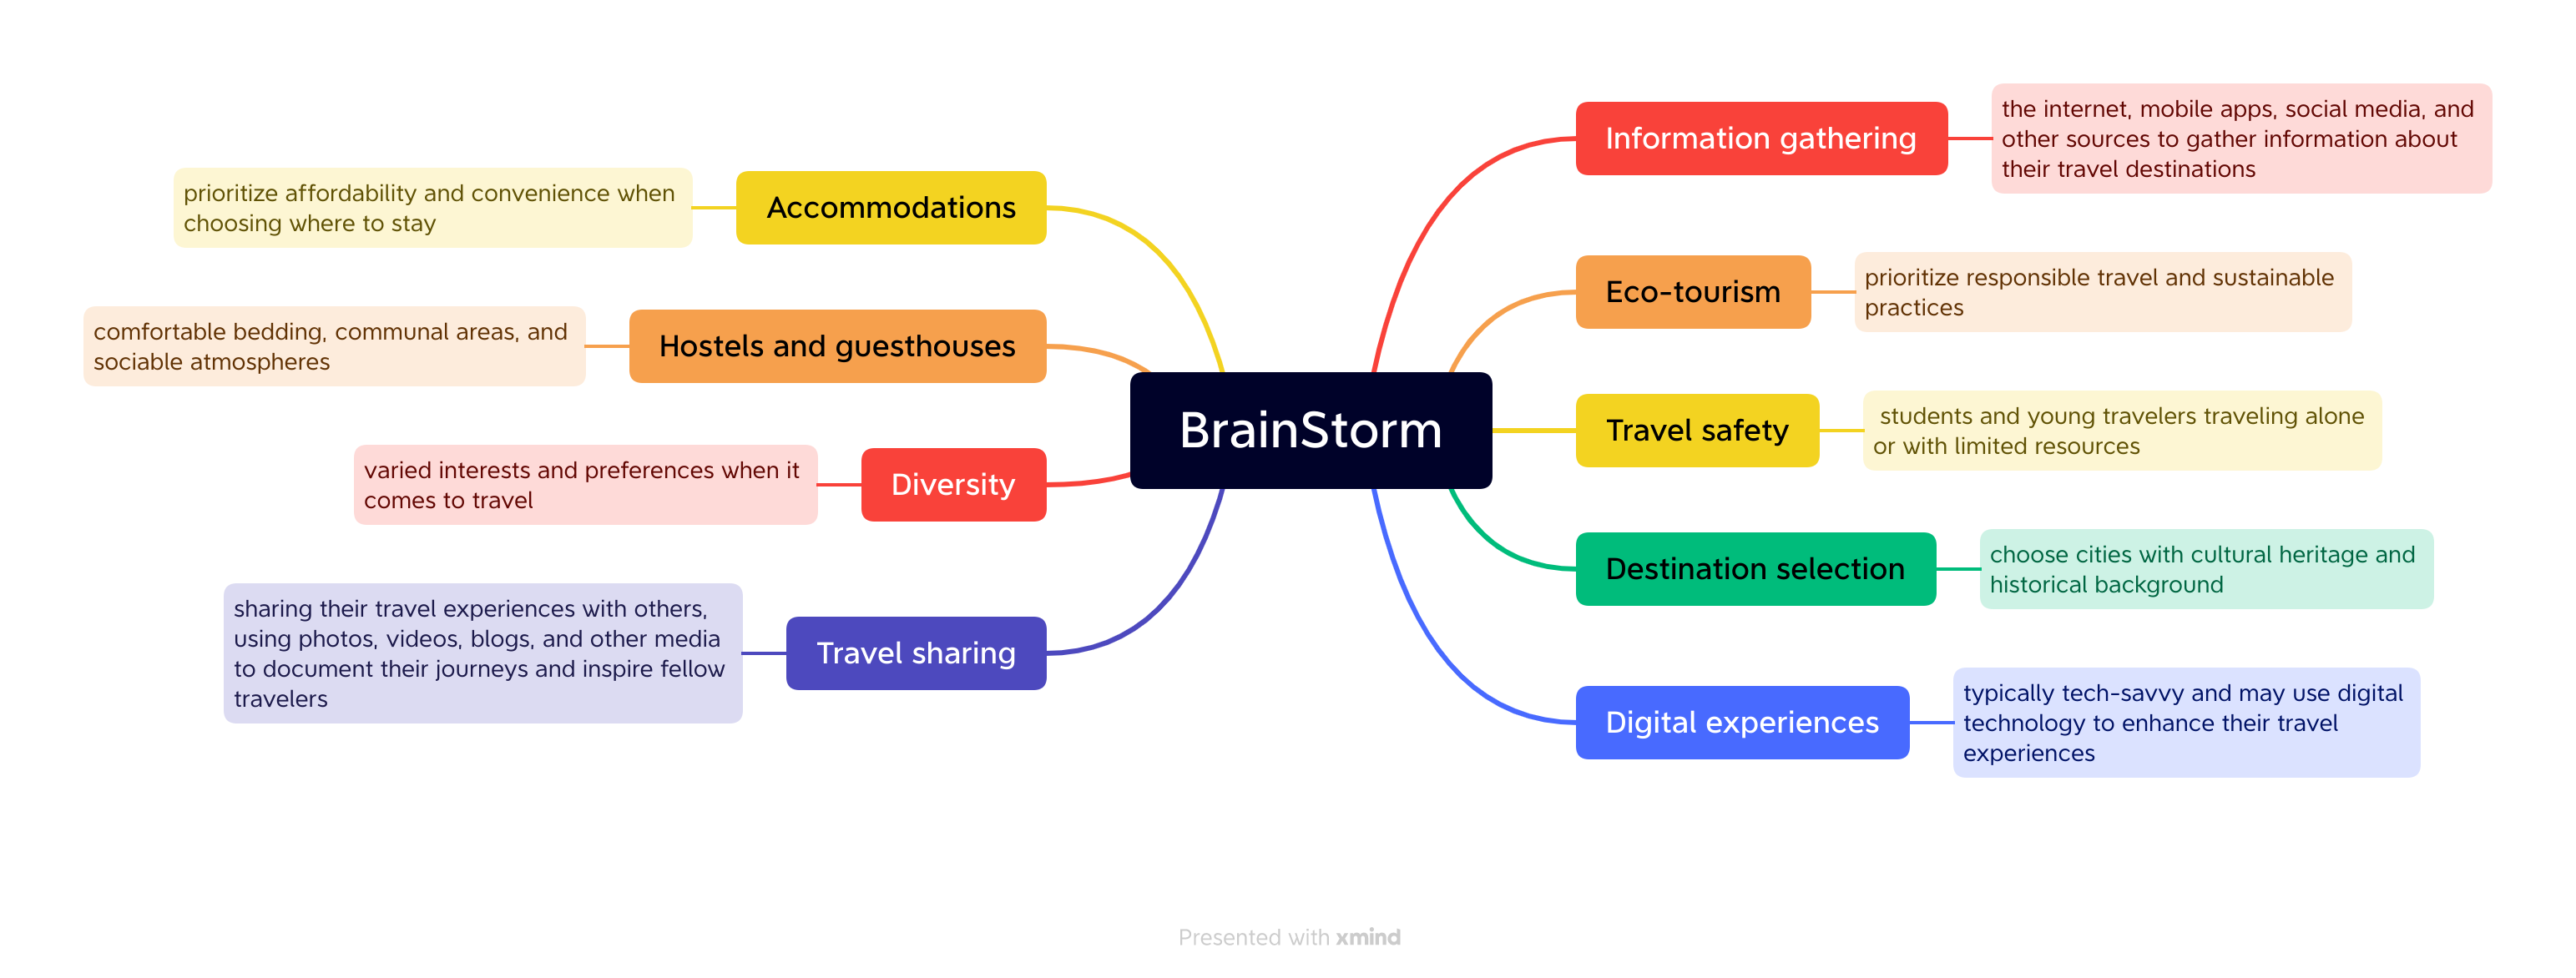 BrainStorm
Information gathering
the internet, mobile apps, social media, and
other sources to gather information about
their travel destinations
Eco-tourism
prioritize responsible travel and sustainable
practices
Travel safety
students and young travelers traveling alone
or with limited resources
Destination selection
choose cities with cultural heritage and
historical background
Digital experiences
typically tech-savvy and may use digital
technology to enhance their travel
experiences
Accommodations
prioritize affordability and convenience when
choosing where to stay
Hostels and guesthouses
comfortable bedding, communal areas, and
sociable atmospheres
Diversity
varied interests and preferences when it
comes to travel
Travel sharing
sharing their travel experiences with others,
using photos, videos, blogs, and other media
to document their journeys and inspire fellow
travelers
Presented with xmind